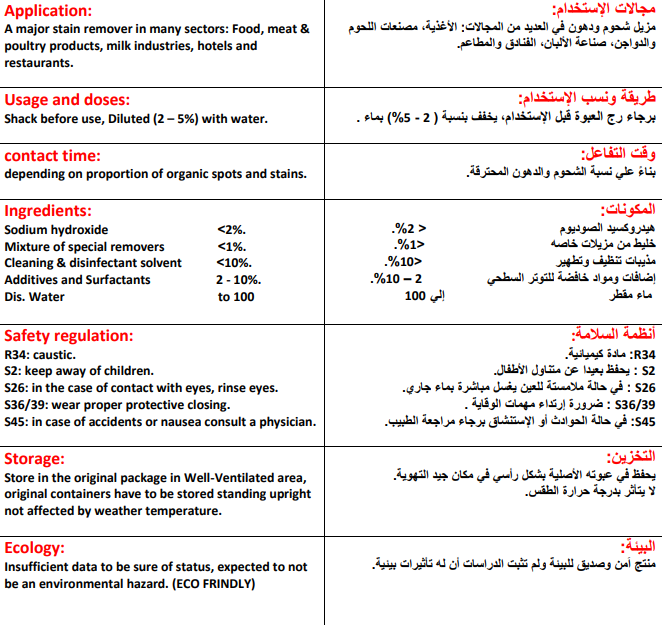 Application:
A major stain remover in many sectors: Food, meat &
poultry products, milk industries, hotels and
restaurants.
مجالات الإستخدام:
مزيل شحوم ودهون في العديد من المجالات: الأغذية، مصنعات اللحوم
والدواجن، صناعة الألبان، الفنادق والمطاعم.
Usage and doses:
Shack before use, Diluted (2 – 5%) with water.
طريقة ونسب الإستخدام:
برجاء رج العبوة قبل الإستخدام، يخفف بنسبة ( 2 - 5%) بماء .
contact time:
depending on proportion of organic spots and stains.
وقت التفاعل:
بناءً علي نسبة الشحوم والدهون المحترقة.
Ingredients:
Sodium hydroxide <2%.
Mixture of special removers <1%.
Cleaning & disinfectant solvent <10%.
Additives and Surfactants 2 - 10%.
Dis. Water to 100
المكونات:
هيدروكسيد الصوديوم < 2%.
خليط من مزيلات خاصه <1%.
مذيبات تنظيف وتطهير <10%.
إضافات ومواد خافضة للتوتر السطحي 2 – 10%.
ماء مقطر إلي 100
Safety regulation:
R34: caustic.
S2: keep away of children.
S26: in the case of contact with eyes, rinse eyes.
S36/39: wear proper protective closing.
S45: in case of accidents or nausea consult a physician.
أنظمة السلامة:
R34: مادة كيميائية.
S2 : يحفظ بعيدا عن متناول الأطفال.
S26 : في حالة ملامستة للعين يغسل مباشرة بماء جاري.
S36/39 : ضرورة إرتداء مهمات الوقاية .
S45: في حالة الحوادث أو الإستنشاق برجاء مراجعة الطبيب.
Storage:
Store in the original package in Well-Ventilated area,
original containers have to be stored standing upright
not affected by weather temperature.
التخزين:
يحفظ في عبوته الأصلية بشكل رأسي في مكان جيد التهوية.
لا يتأثر بدرجة حرارة الطقس.
Ecology:
Insufficient data to be sure of status, expected to not
be an environmental hazard. (ECO FRINDLY)
البيئة:
منتج أمن وصديق للبيئة ولم تثبت الدراسات أن له تأثيرات بيئية.